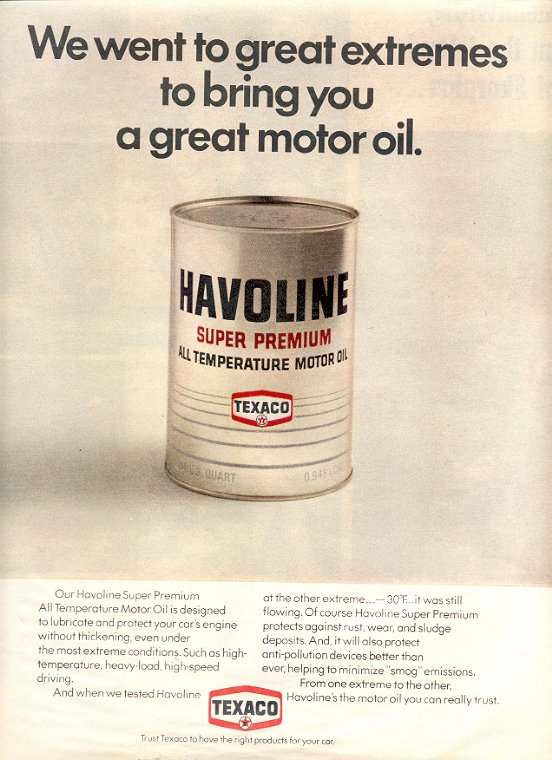 We went to great extremes
to bring you
a great motor oil.
HAVOLINE
SUPER PREMIUM
ALL TEMPERATURE MOTOR OIL
TEXACO
QUART
0.946
Our Havoline Super Premium
All Temperature Motor Oil is designed
to lubricate and protect your car's engine
without thickening, even under
the most extreme conditions. Such as high-
temperature, heavy-load, high-speed
driving.
And when we tested Havoline
at the other extreme...—30°F...it was still
flowing. Of course Havoline Super Premium
protects against rust, wear, and sludge
deposits. And, it will also protect
anti-pollution devices better than
ever, helping to minimize "smog" emissions.
From one extreme to the other,
Havoline's the motor oil you can really trust.
TEXACO
Trust Texaco to have the right products for your car.